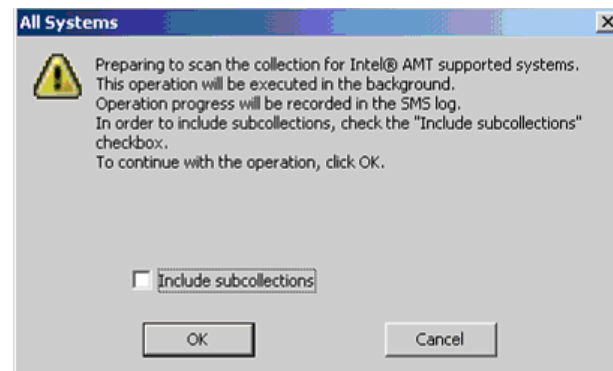 All Systems
Preparing to scan the collection for Intel® AMT supported systems.
This operation will be executed in the background.
Operation progress will be recorded in the SMS log.
In order to include subcollections, check the "Include subcollections"
checkbox.
To continue with the operation, click OK.
Include subcollections
OK Cancel